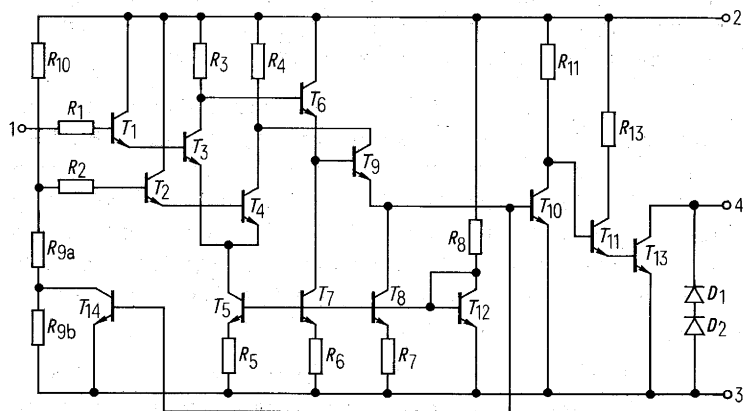 2
R10
R3
R4
R11
R1
T6
R13
1
T1
T3
T9
R2
T2
T4
T10
4
R8
T11
T13
R9a
D1
T14
T5
T7
T8
T12
D2
R9b
R5
R6
R7
3